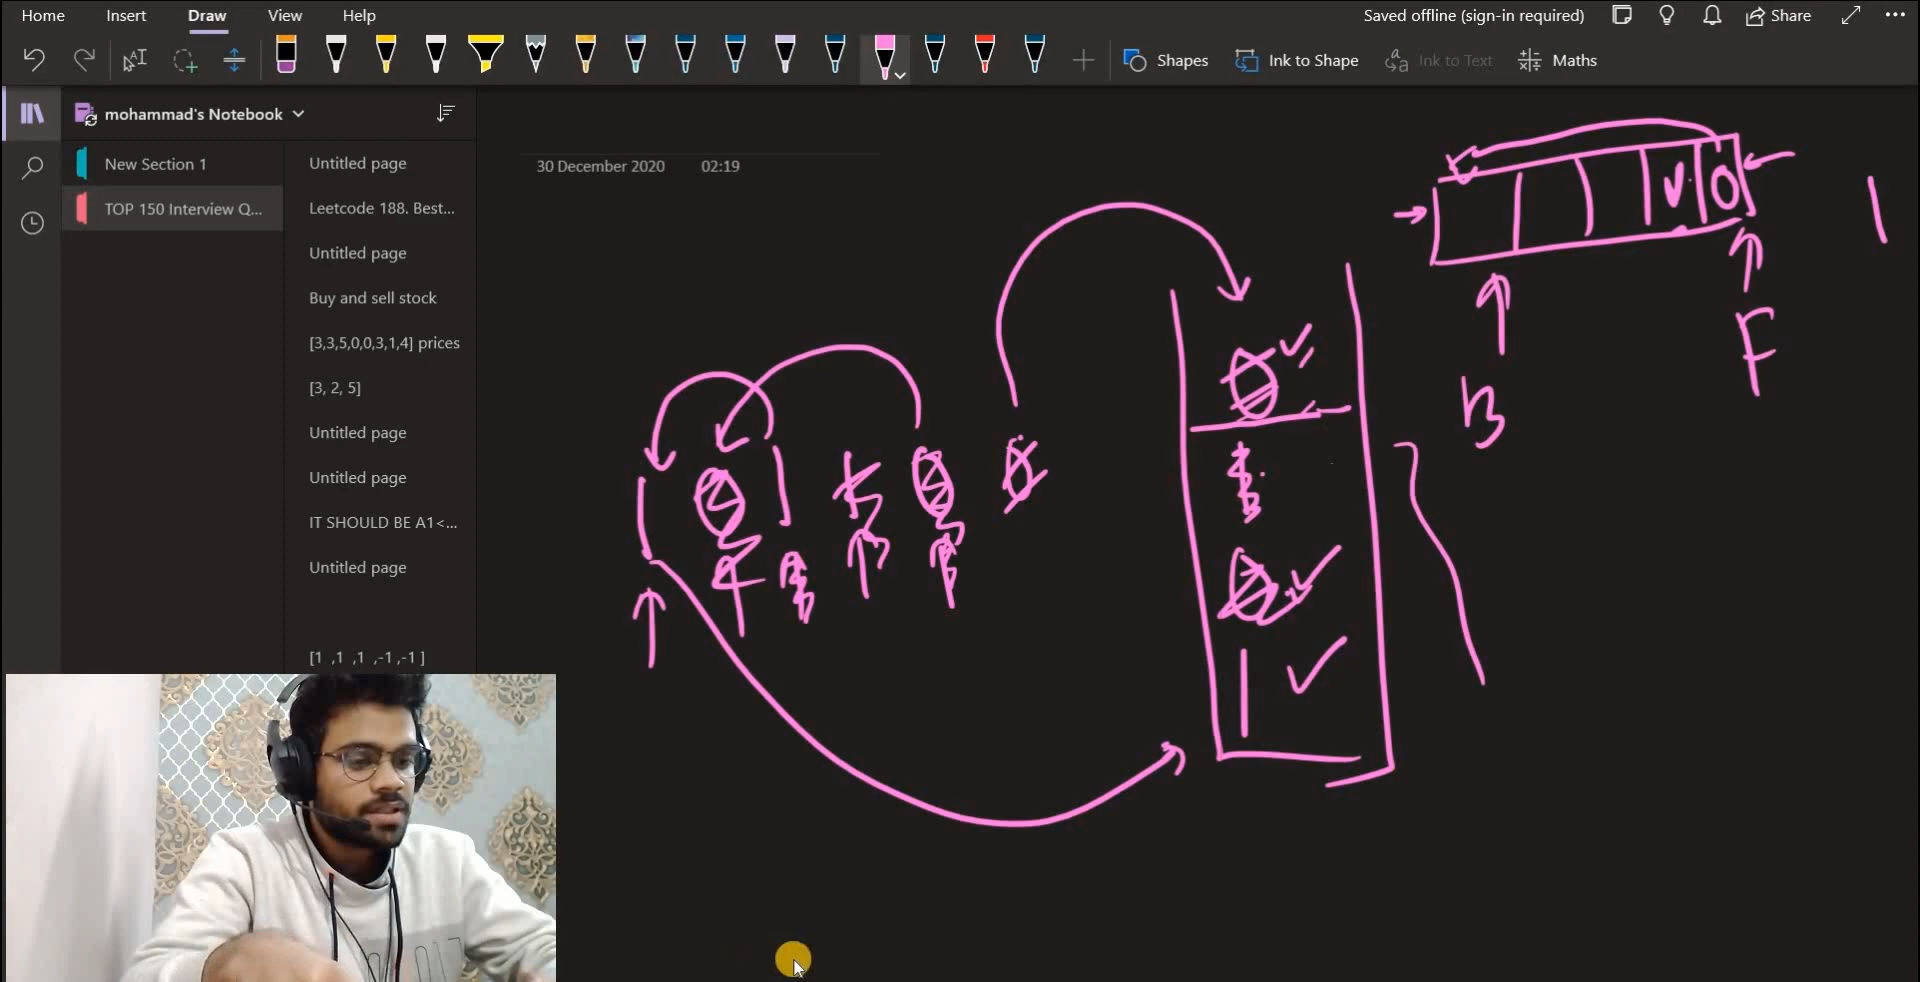 Home Insert Draw View Help
Saved offline (sign-in required) Share
Shapes Ink to Shape Ink to Text Maths
mohammad's Notebook
New Section 1
TOP 150 Interview Q...
Untitled page
Leetcode 188. Best...
Untitled page
Buy and sell stock
[3,3,5,0,0,3,1,4] prices
[3, 2, 5]
Untitled page
Untitled page
IT SHOULD BE A1<...
Untitled page
[1 ,1 ,1 ,-1 ,-1 ]
30 December 2020 02:19
0
1
F
B